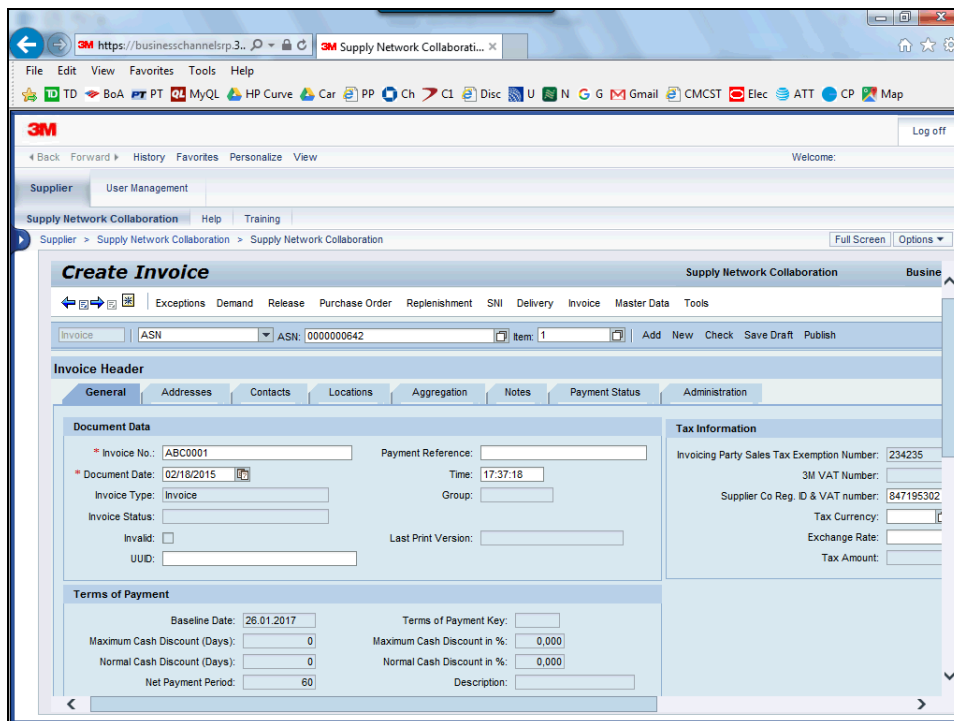 3M https://businesschannelsrp.3.. 3M Supply Network Collaborati... ×
File Edit View Favorites Tools Help
TD TD BoA PT PT QL MyQL HP Curve Car PP Ch C1 Disc U N G G Gmail CMCST Elec ATT CP Map
3M Log off
Back Forward History Favorites Personalize View Welcome:
Supplier User Management
Supply Network Collaboration Help Training
Supplier > Supply Network Collaboration > Supply Network Collaboration Full Screen Options
Create Invoice Supply Network Collaboration Busine
Exceptions Demand Release Purchase Order Replenishment SNI Delivery Invoice Master Data Tools
Invoice ASN ASN: 0000000642 Item: 1 Add New Check Save Draft Publish
Invoice Header
General Addresses Contacts Locations Aggregation Notes Payment Status Administration
Document Data Tax Information
* Invoice No.: ABC0001 Payment Reference: Invoicing Party Sales Tax Exemption Number: 234235
* Document Date: 02/18/2015 Time: 17:37:18 3M VAT Number:
Invoice Type: Invoice Group: Supplier Co Reg. ID & VAT number: 847195302
Invoice Status: Tax Currency:
Invalid: Last Print Version: Exchange Rate:
UUID: Tax Amount:
Terms of Payment
Baseline Date: 26.01.2017 Terms of Payment Key:
Maximum Cash Discount (Days): 0 Maximum Cash Discount in %: 0,000
Normal Cash Discount (Days): 0 Normal Cash Discount in %: 0,000
Net Payment Period: 60 Description: